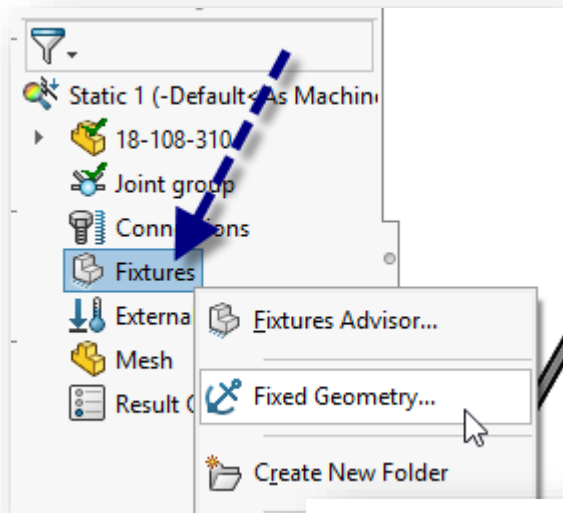 Static 1 (-Default<As Machin
18-108-310
Joint group
Connections
Fixtures
Externa
Fixtures Advisor...
Mesh
Fixed Geometry...
Result
Create New Folder